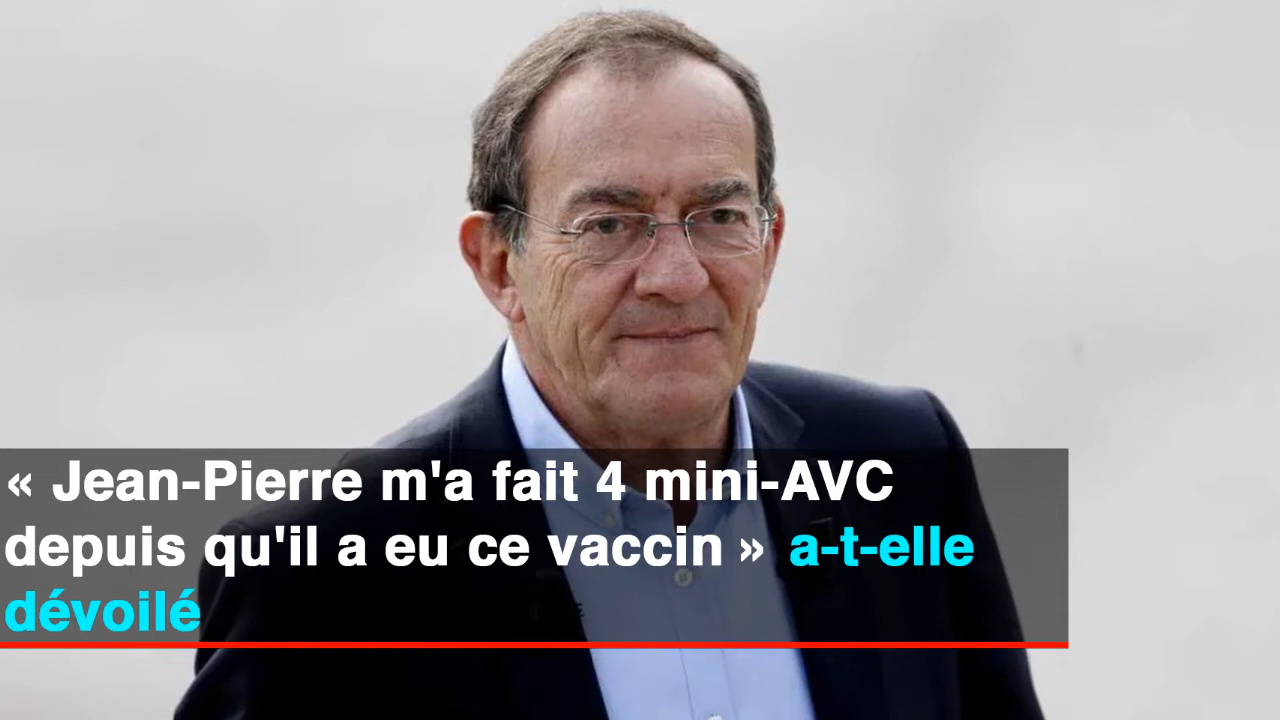 « Jean-Pierre m'a fait 4 mini-AVC
depuis qu'il a eu ce vaccin » a-t-elle
dévoilé